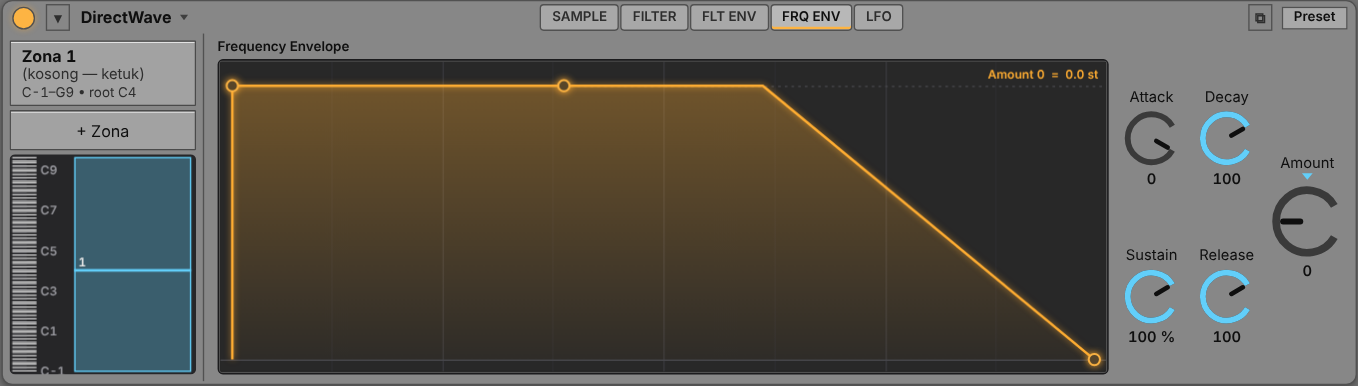 DirectWave
SAMPLE FILTER FLT ENV FRQ ENV LFO
Preset
Zona 1
(kosong — ketuk)
C-1–G9 • root C4
+ Zona
C9
C7
C5
1
C3
C1
C-1
Frequency Envelope
Amount 0 = 0.0 st
Attack Decay
0 100
Amount
0
Sustain Release
100 % 100